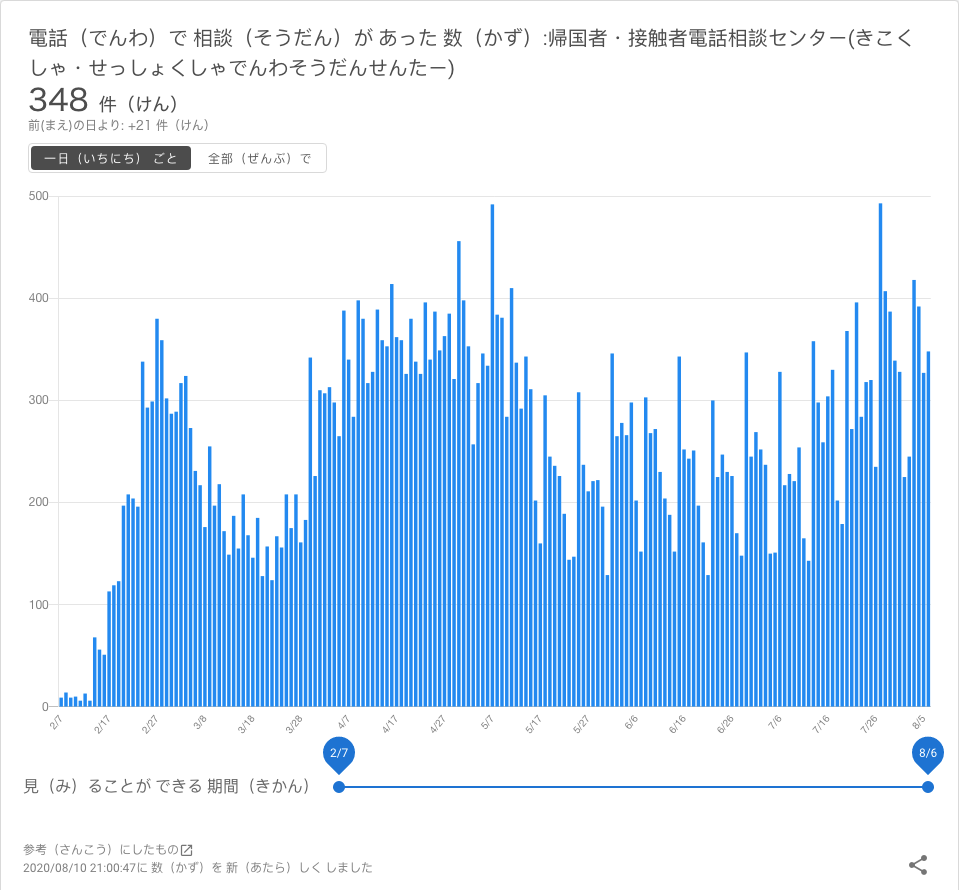 電話（でんわ）で 相談（そうだん）が あった 数（かず）:帰国者・接触者電話相談センター(きこく
しゃ・せっしょくしゃでんわそうだんせんたー)
348 件（けん）
前(まえ)の日より: +21 件（けん）
一日（いちにち） ごと 全部（ぜんぶ）で
500
400
300
200
100
0
2/7 2/17 2/27 3/8 3/18 3/28 4/7 4/17 4/27 5/7 5/17 5/27 6/6 6/16 6/26 7/6 7/16 7/26 8/5
2/7 8/6
見（み）ることが できる 期間（きかん）
参考（さんこう）にしたもの
2020/08/10 21:00:47に 数（かず）を 新（あたら）しく しました